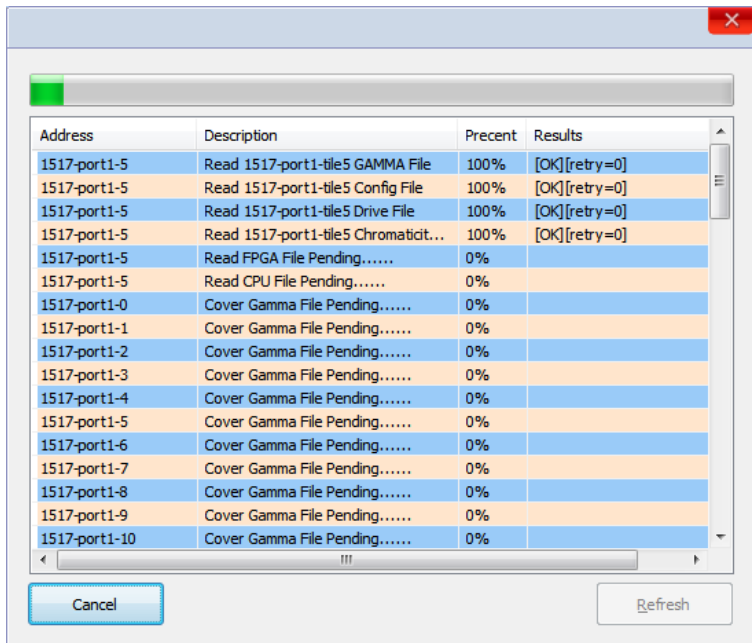 Address Description Precent Results
1517-port1-5 Read 1517-port1-tile5 GAMMA File 100% [OK][retry=0]
1517-port1-5 Read 1517-port1-tile5 Config File 100% [OK][retry=0]
1517-port1-5 Read 1517-port1-tile5 Drive File 100% [OK][retry=0]
1517-port1-5 Read 1517-port1-tile5 Chromaticit... 100% [OK][retry=0]
1517-port1-5 Read FPGA File Pending...... 0%
1517-port1-5 Read CPU File Pending...... 0%
1517-port1-0 Cover Gamma File Pending...... 0%
1517-port1-1 Cover Gamma File Pending...... 0%
1517-port1-2 Cover Gamma File Pending...... 0%
1517-port1-3 Cover Gamma File Pending...... 0%
1517-port1-4 Cover Gamma File Pending...... 0%
1517-port1-5 Cover Gamma File Pending...... 0%
1517-port1-6 Cover Gamma File Pending...... 0%
1517-port1-7 Cover Gamma File Pending...... 0%
1517-port1-8 Cover Gamma File Pending...... 0%
1517-port1-9 Cover Gamma File Pending...... 0%
1517-port1-10 Cover Gamma File Pending...... 0%
Cancel Refresh